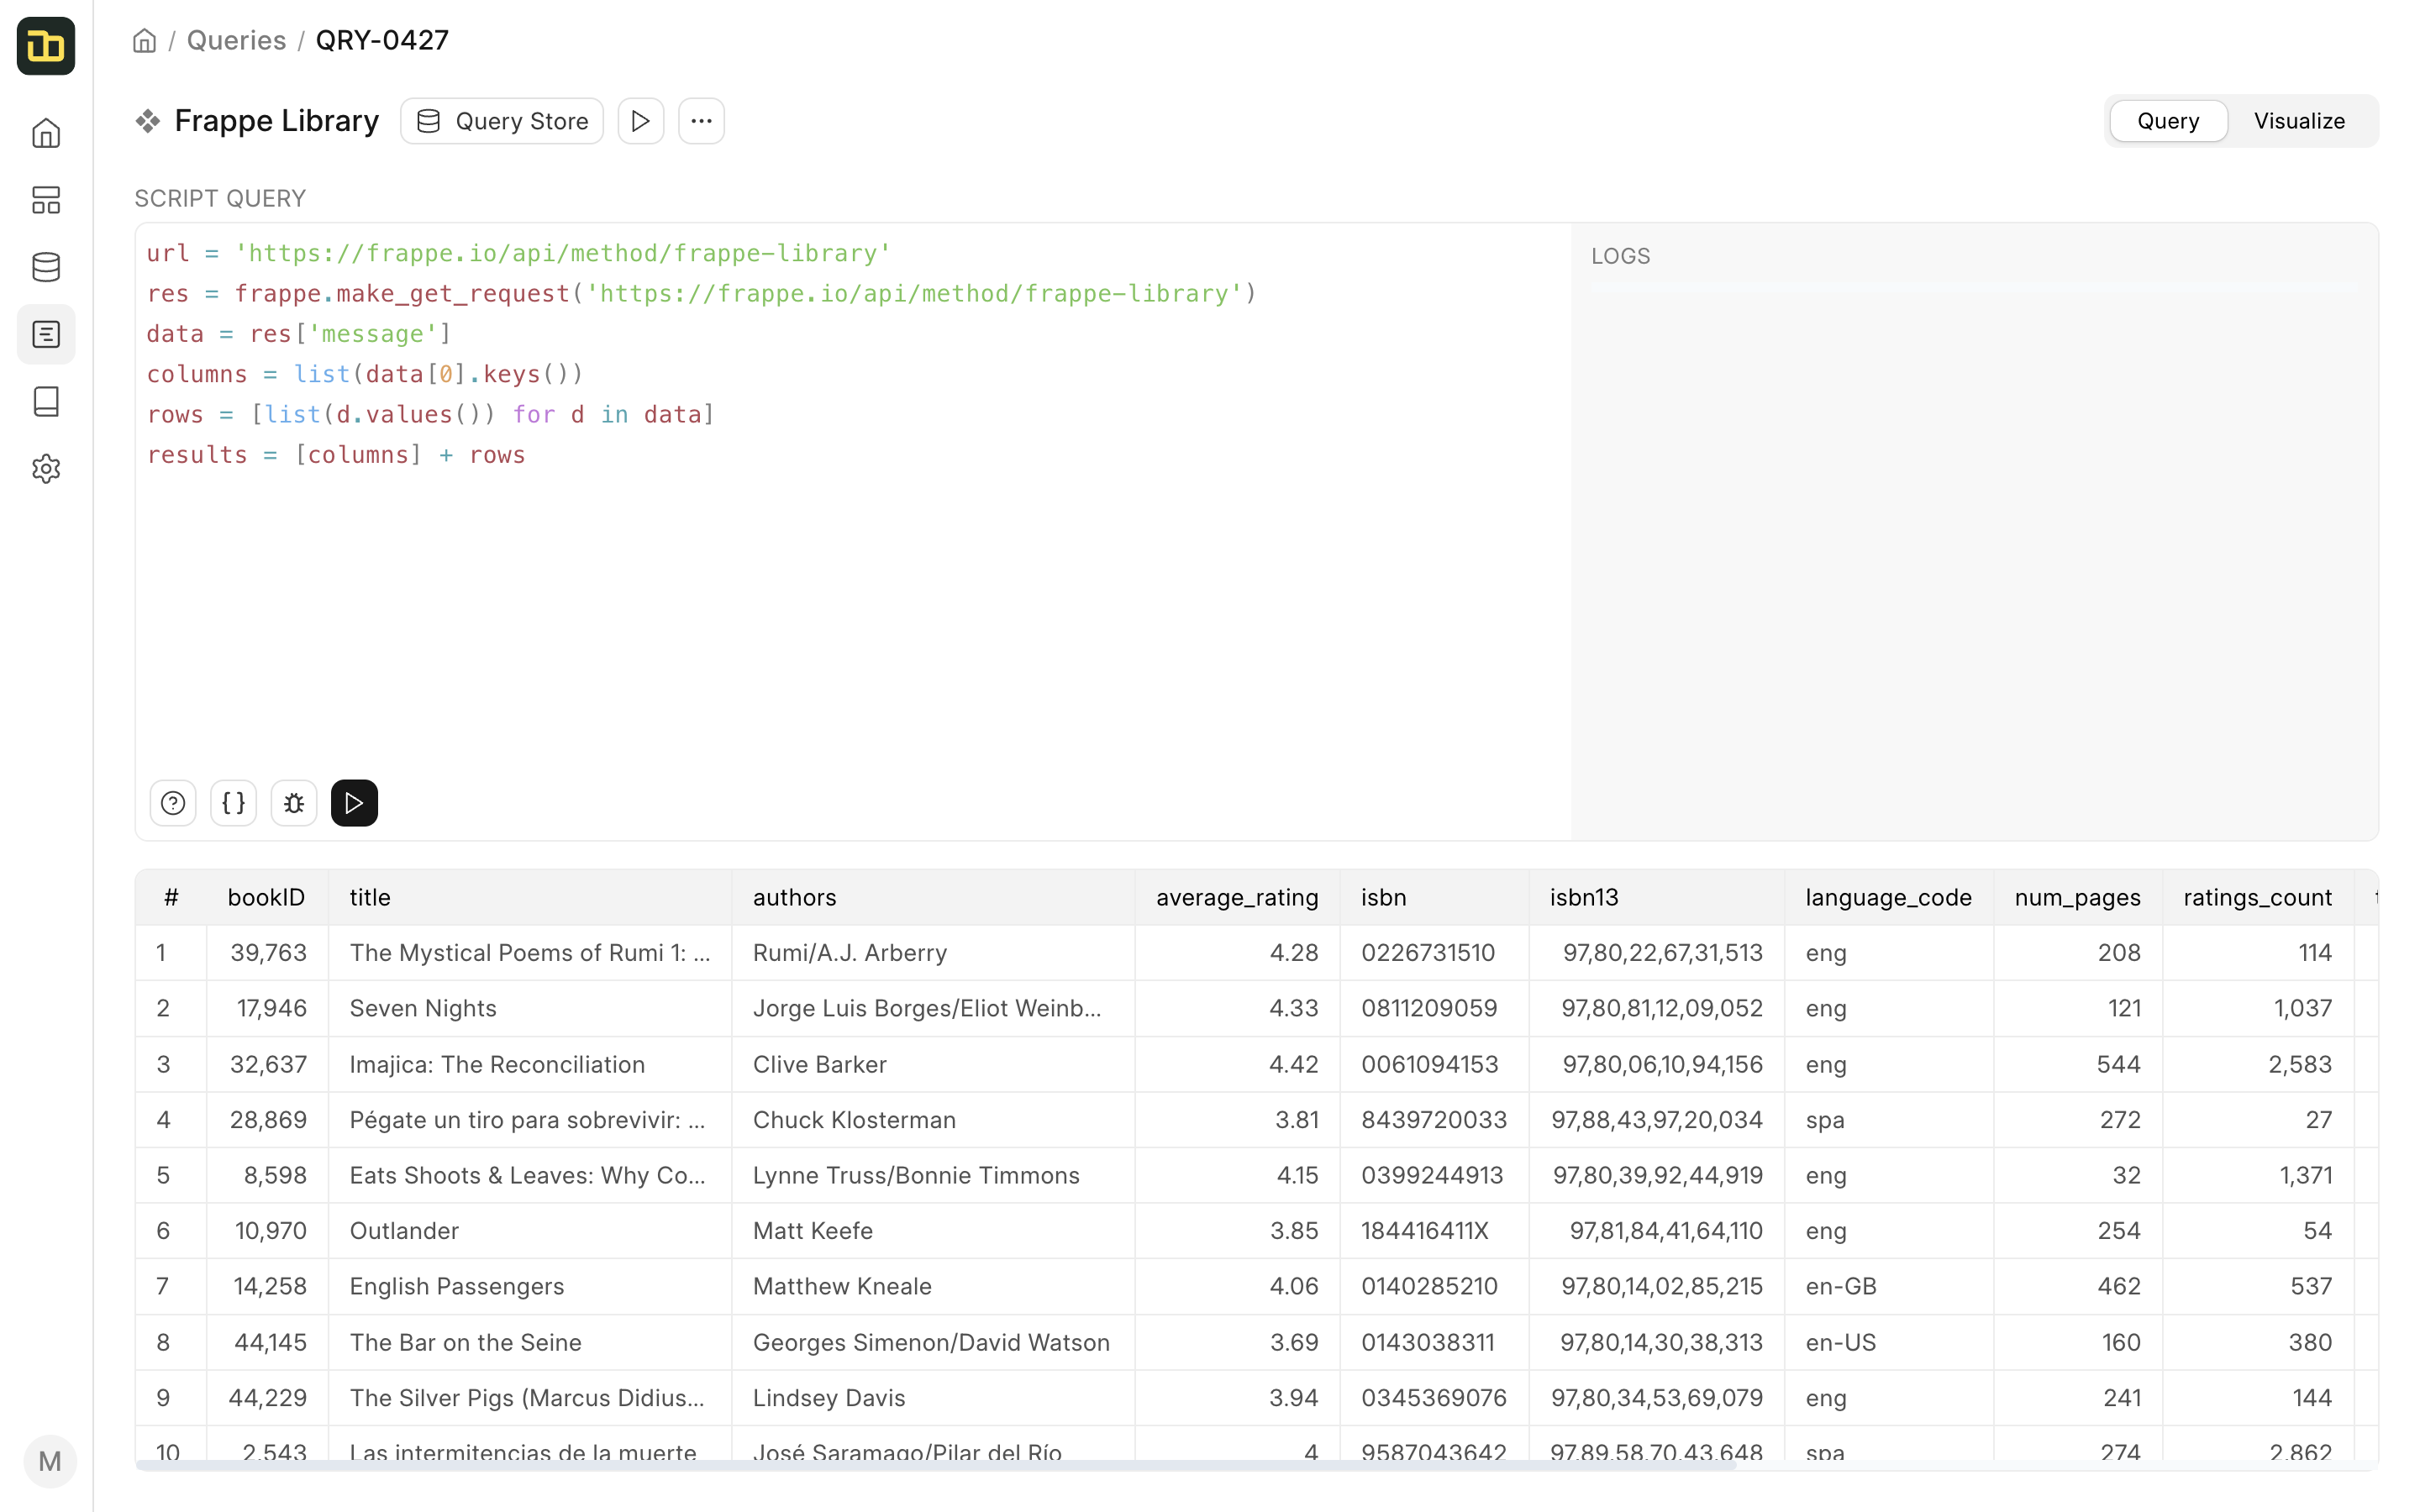 / Queries / QRY-0427
Frappe Library Query Store Query Visualize
SCRIPT QUERY
url = 'https://frappe.io/api/method/frappe-library'
res = frappe.make_get_request('https://frappe.io/api/method/frappe-library')
data = res['message']
columns = list(data[0].keys())
rows = [list(d.values()) for d in data]
results = [columns] + rows
LOGS
# bookID title authors average_rating isbn isbn13 language_code num_pages ratings_count
1 39,763 The Mystical Poems of Rumi 1: ... Rumi/A.J. Arberry 4.28 0226731510 97,80,22,67,31,513 eng 208 114
2 17,946 Seven Nights Jorge Luis Borges/Eliot Weinb... 4.33 0811209059 97,80,81,12,09,052 eng 121 1,037
3 32,637 Imajica: The Reconciliation Clive Barker 4.42 0061094153 97,80,06,10,94,156 eng 544 2,583
4 28,869 Pégate un tiro para sobrevivir: ... Chuck Klosterman 3.81 8439720033 97,88,43,97,20,034 spa 272 27
5 8,598 Eats Shoots & Leaves: Why Co... Lynne Truss/Bonnie Timmons 4.15 0399244913 97,80,39,92,44,919 eng 32 1,371
6 10,970 Outlander Matt Keefe 3.85 184416411X 97,81,84,41,64,110 eng 254 54
7 14,258 English Passengers Matthew Kneale 4.06 0140285210 97,80,14,02,85,215 en-GB 462 537
8 44,145 The Bar on the Seine Georges Simenon/David Watson 3.69 0143038311 97,80,14,30,38,313 en-US 160 380
9 44,229 The Silver Pigs (Marcus Didius... Lindsey Davis 3.94 0345369076 97,80,34,53,69,079 eng 241 144
10 2,543 Las intermitencias de la muerte José Saramago/Pilar del Río 4 9587043642 97,89,58,70,43,648 spa 274 2,862
M